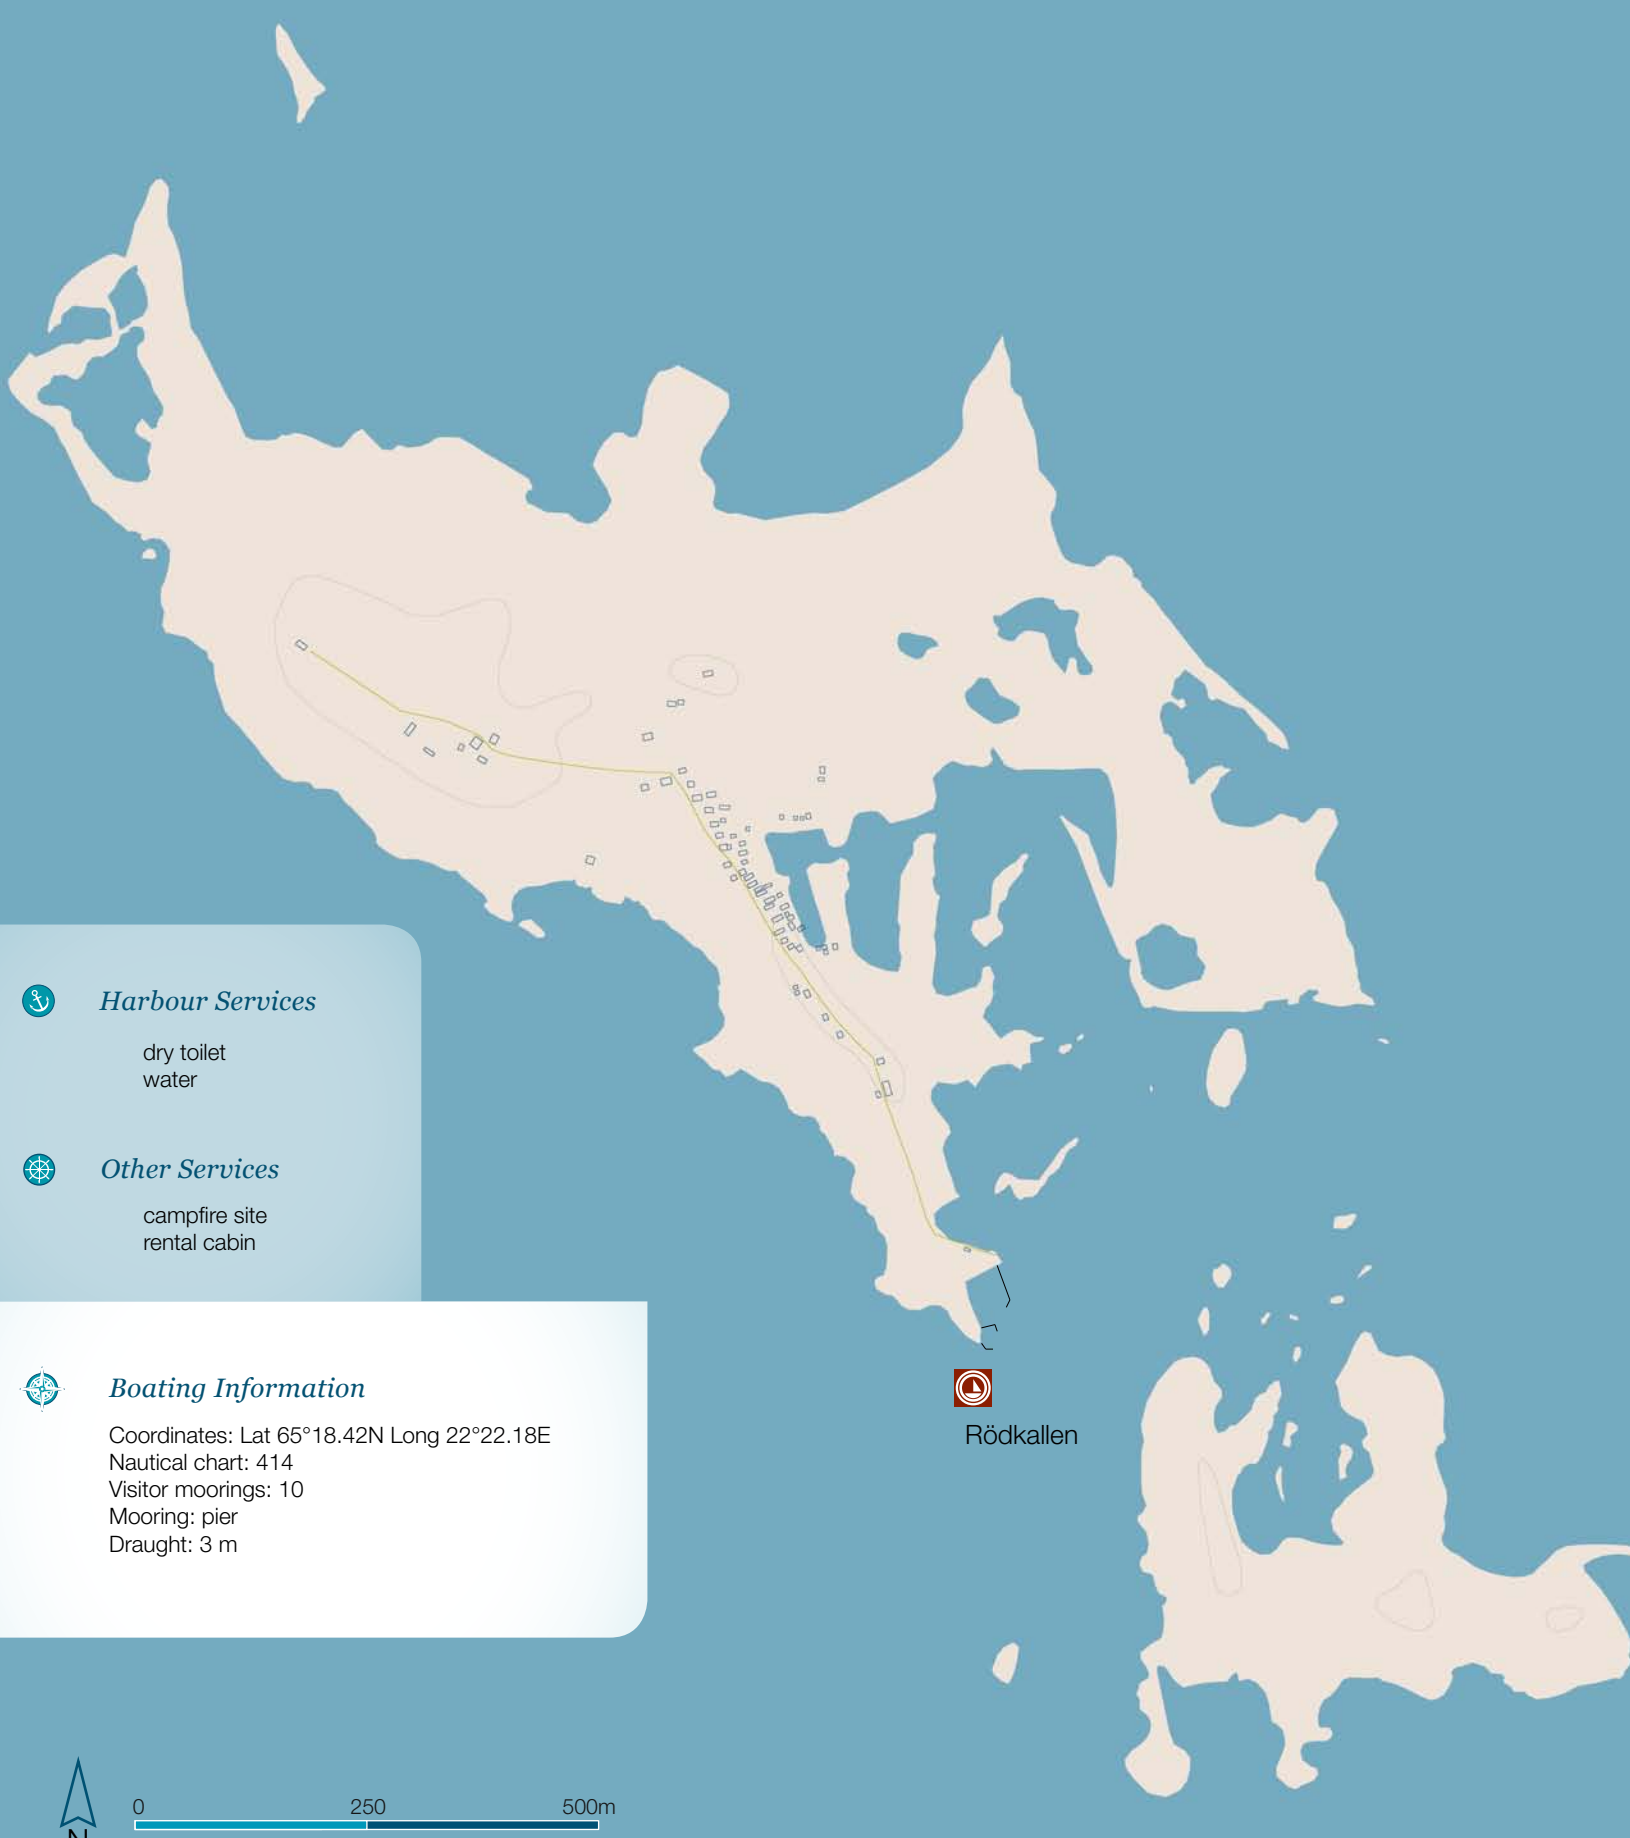 Harbour Services
dry toilet
water
Other Services
campfire site
rental cabin
Boating Information
Coordinates: Lat 65°18.42N Long 22°22.18E
Nautical chart: 414
Visitor moorings: 10
Mooring: pier
Draught: 3 m
Rödkallen
0 250 500m
N